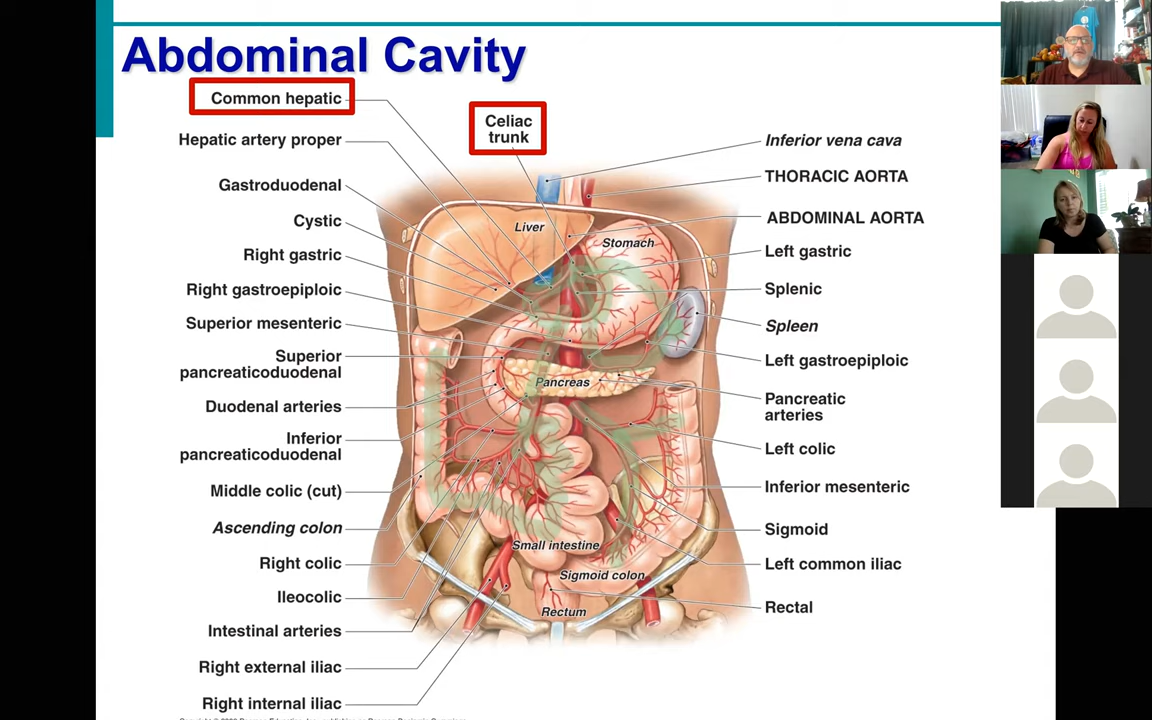 Abdominal Cavity
Common hepatic
Hepatic artery proper
Gastroduodenal
Cystic
Right gastric
Right gastroepiploic
Superior mesenteric
Superior
pancreaticoduodenal
Duodenal arteries
Inferior
pancreaticoduodenal
Middle colic (cut)
Ascending colon
Right colic
Ileocolic
Intestinal arteries
Right external iliac
Right internal iliac
Celiac
trunk
Liver
Stomach
Pancreas
Small intestine
Sigmoid colon
Rectum
Inferior vena cava
THORACIC AORTA
ABDOMINAL AORTA
Left gastric
Splenic
Spleen
Left gastroepiploic
Pancreatic
arteries
Left colic
Inferior mesenteric
Sigmoid
Left common iliac
Rectal